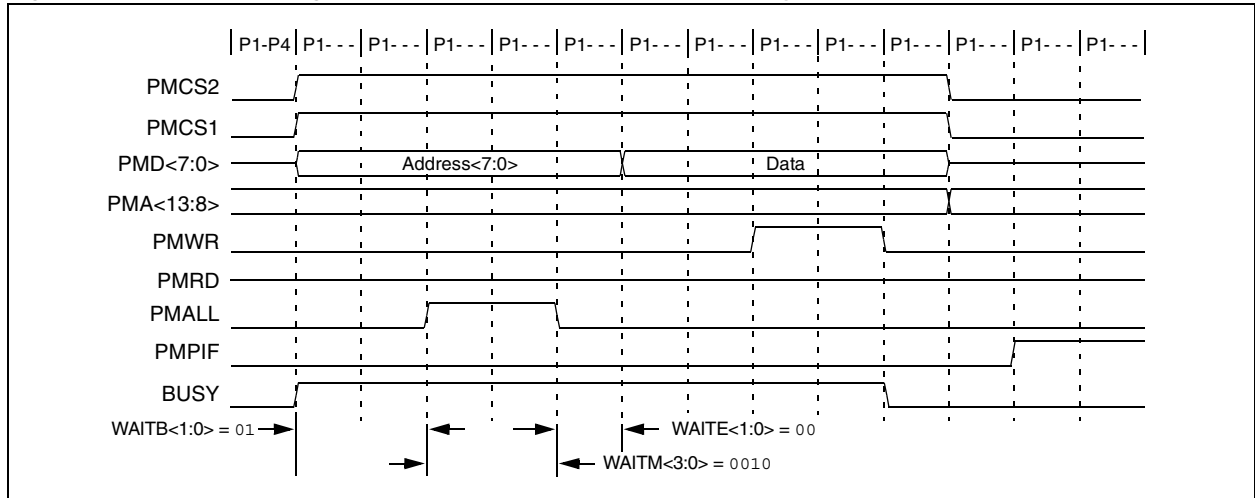 P1-P4 P1- - - P1- - - P1- - - P1- - - P1- - - P1- - - P1- - - P1- - - P1- - - P1- - - P1- - - P1- - - P1- - -
PMCS2
PMCS1
PMD<7:0> Address<7:0> Data
PMA<13:8>
PMWR
PMRD
PMALL
PMPIF
BUSY
WAITB<1:0> = 01 WAITE<1:0> = 00
WAITM<3:0> = 0010